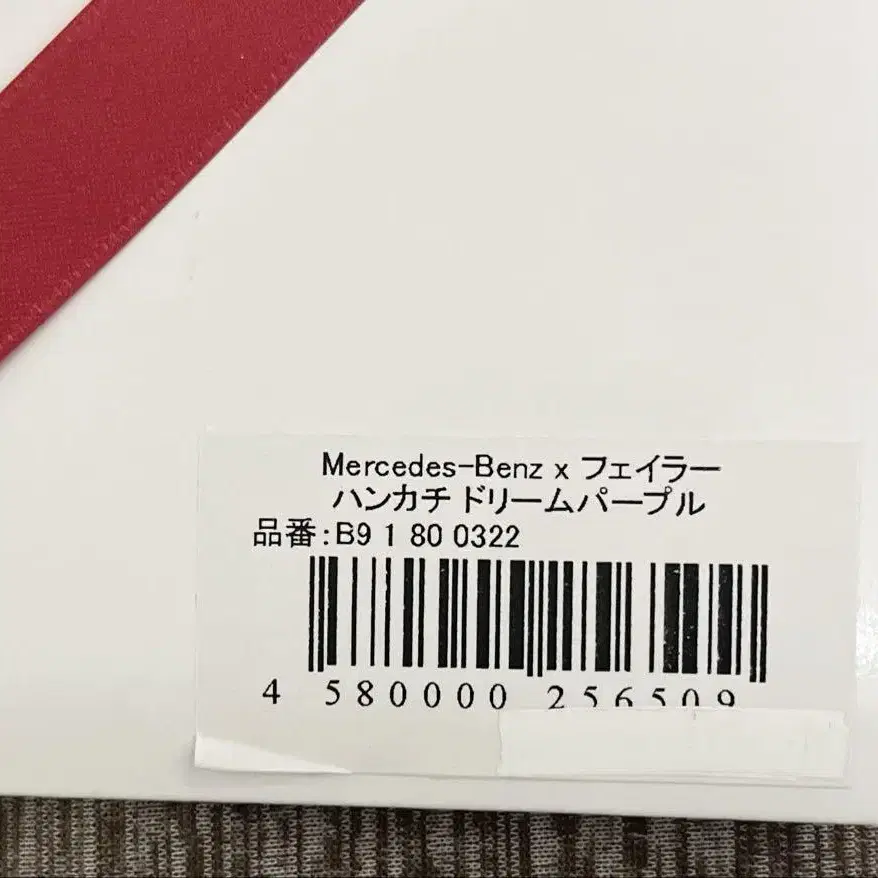 Mercedes-Benz x フェイラー
ハンカチ ドリームパープル
品番:B9 1 80 0322
4 580000 256509